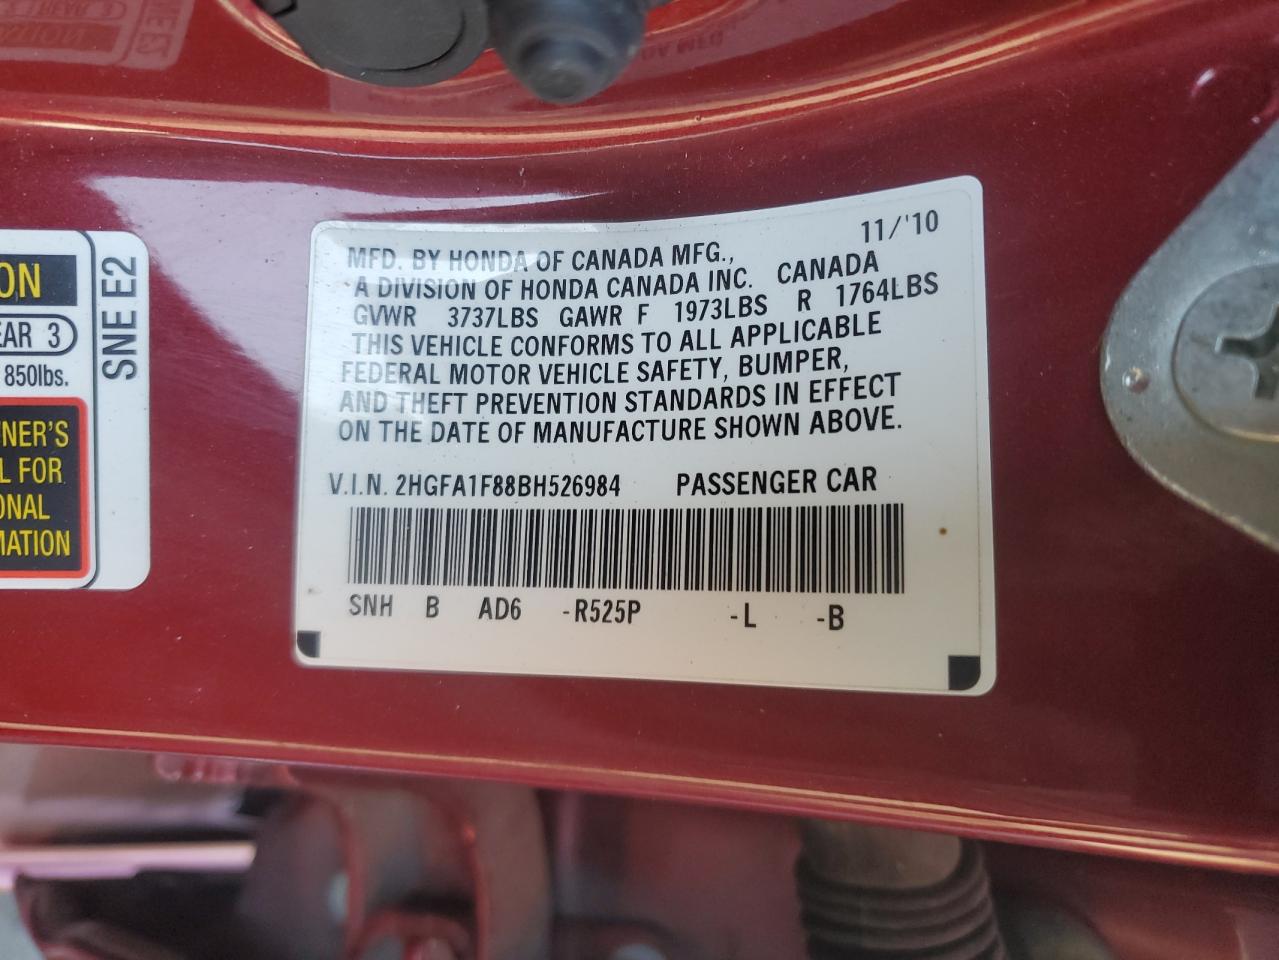 ON
EAR 3
850lbs.
NER'S
L FOR
ONAL
MATION
SNE E2
11/'10
MFD. BY HONDA OF CANADA MFG.,
A DIVISION OF HONDA CANADA INC. CANADA
GVWR 3737LBS GAWR F 1973LBS R 1764LBS
THIS VEHICLE CONFORMS TO ALL APPLICABLE
FEDERAL MOTOR VEHICLE SAFETY, BUMPER,
AND THEFT PREVENTION STANDARDS IN EFFECT
ON THE DATE OF MANUFACTURE SHOWN ABOVE.
V.I.N. 2HGFA1F88BH526984 PASSENGER CAR
SNH B AD6 -R525P -L -B